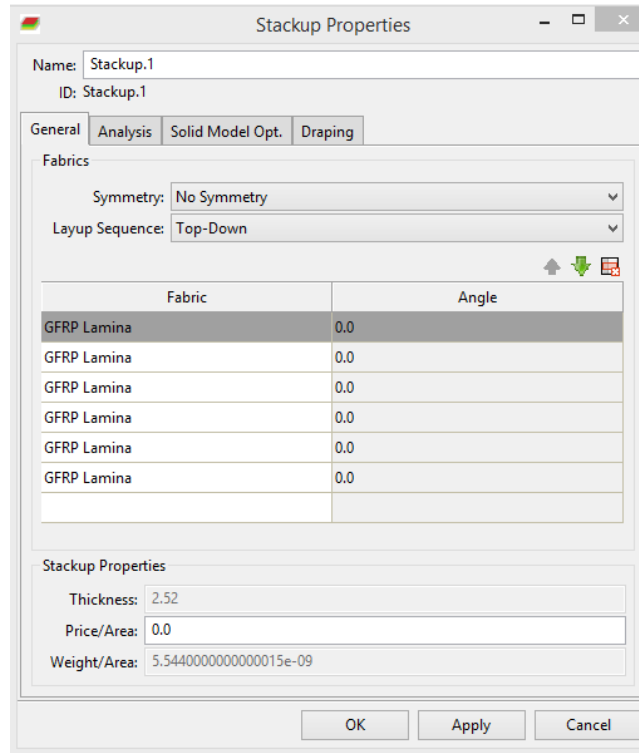 Stackup Properties
Name: Stackup.1
ID: Stackup.1
General Analysis Solid Model Opt. Draping
Fabrics
Symmetry: No Symmetry
Layup Sequence: Top-Down
Fabric Angle
GFRP Lamina 0.0
GFRP Lamina 0.0
GFRP Lamina 0.0
GFRP Lamina 0.0
GFRP Lamina 0.0
GFRP Lamina 0.0
Stackup Properties
Thickness: 2.52
Price/Area: 0.0
Weight/Area: 5.5440000000000015e-09
OK Apply Cancel